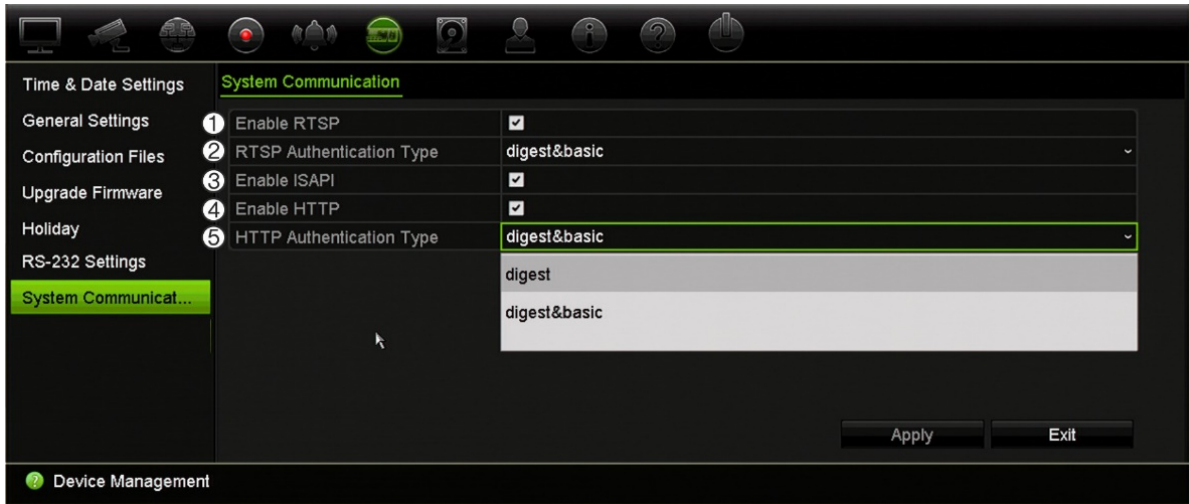 Time & Date Settings
System Communication
General Settings
① Enable RTSP
Configuration Files
② RTSP Authentication Type digest&basic
③ Enable ISAPI
Upgrade Firmware
④ Enable HTTP
Holiday
⑤ HTTP Authentication Type digest&basic
RS-232 Settings
digest
System Communicat...
digest&basic
Apply Exit
Device Management